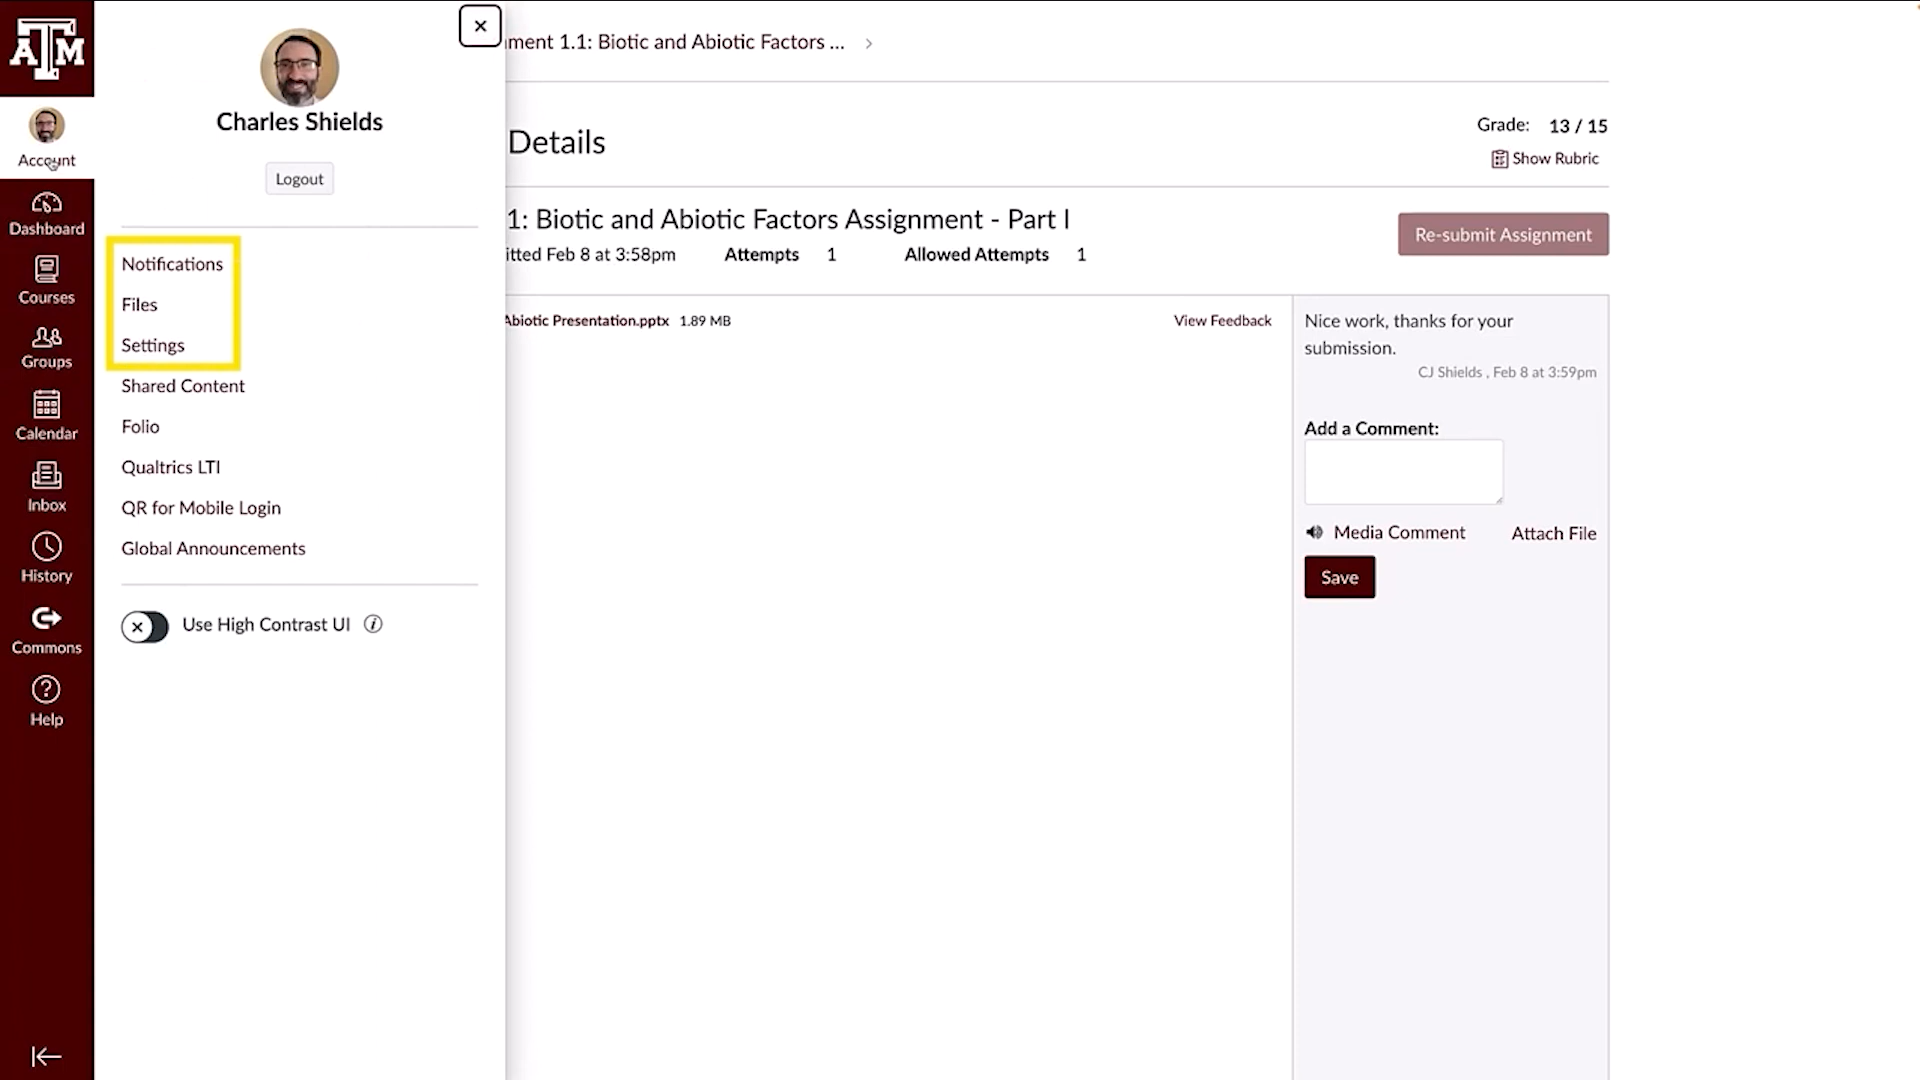 ATM
Account
Dashboard
Courses
Groups
Calendar
Inbox
History
Commons
Help
Charles Shields
Logout
Notifications
Files
Settings
Shared Content
Folio
Qualtrics LTI
QR for Mobile Login
Global Announcements
Use High Contrast UI
ment 1.1: Biotic and Abiotic Factors ...
Details
Grade: 13 / 15
Show Rubric
1: Biotic and Abiotic Factors Assignment - Part I
itted Feb 8 at 3:58pm Attempts 1 Allowed Attempts 1
Re-submit Assignment
Abiotic Presentation.pptx 1.89 MB View Feedback
Nice work, thanks for your
submission.
CJ Shields , Feb 8 at 3:59pm
Add a Comment:
Media Comment Attach File
Save